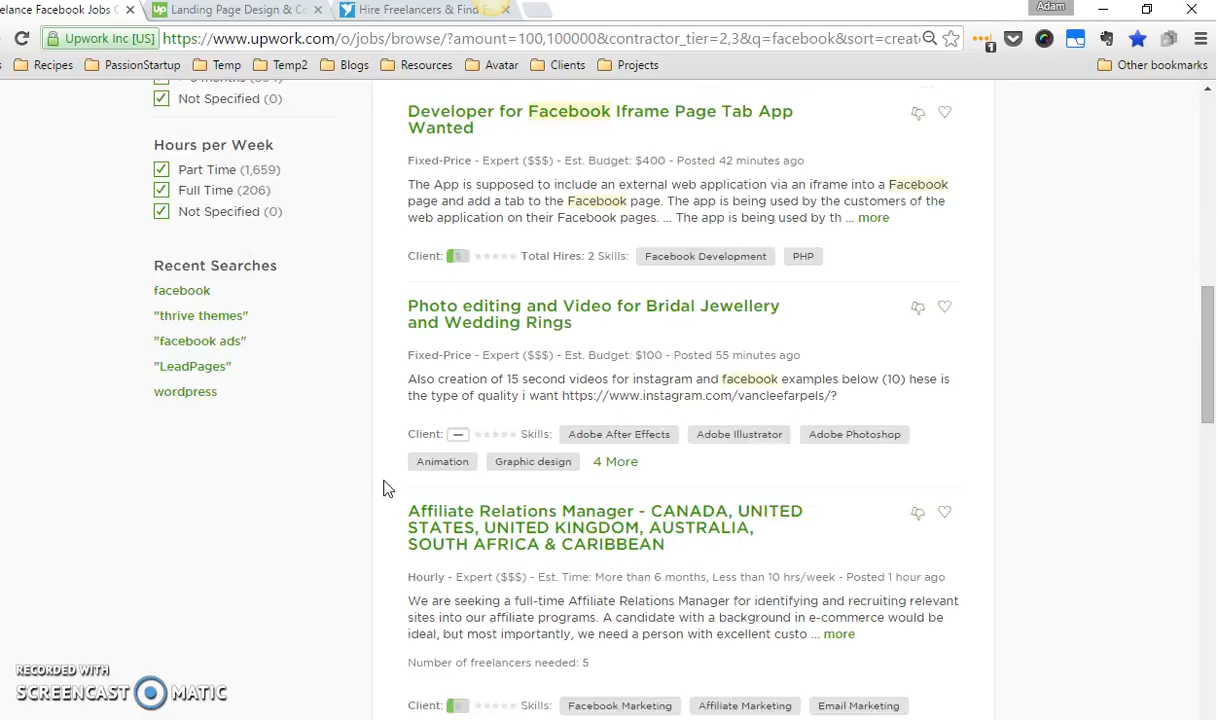 elance Facebook Jobs
Landing Page Design & Co
Hire Freelancers & Find
Adam
Upwork Inc [US]
https://www.upwork.com/o/jobs/browse/?amount=100,100000&contractor_tier=2,3&q=facebook&sort=create
Recipes
PassionStartup
Temp
Temp2
Blogs
Resources
Avatar
Clients
Projects
Other bookmarks
Not Specified (0)
Hours per Week
Part Time (1,659)
Full Time (206)
Not Specified (0)
Recent Searches
facebook
"thrive themes"
"facebook ads"
"LeadPages"
wordpress
Developer for Facebook Iframe Page Tab App
Wanted
Fixed-Price - Expert ($$$) - Est. Budget: $400 - Posted 42 minutes ago
The App is supposed to include an external web application via an iframe into a Facebook
page and add a tab to the Facebook page. The app is being used by the customers of the
web application on their Facebook pages. ... The app is being used by th ... more
Client: Total Hires: 2 Skills: Facebook Development PHP
Photo editing and Video for Bridal Jewellery
and Wedding Rings
Fixed-Price - Expert ($$$) - Est. Budget: $100 - Posted 55 minutes ago
Also creation of 15 second videos for instagram and facebook examples below (10) hese is
the type of quality i want https://www.instagram.com/vancleefarpels/?
Client: Skills: Adobe After Effects Adobe Illustrator Adobe Photoshop
Animation Graphic design 4 More
Affiliate Relations Manager - CANADA, UNITED
STATES, UNITED KINGDOM, AUSTRALIA,
SOUTH AFRICA & CARIBBEAN
Hourly - Expert ($$$) - Est. Time: More than 6 months, Less than 10 hrs/week - Posted 1 hour ago
We are seeking a full-time Affiliate Relations Manager for identifying and recruiting relevant
sites into our affiliate programs. A candidate with a background in e-commerce would be
ideal, but most importantly, we need a person with excellent custo ... more
Number of freelancers needed: 5
Client: Skills: Facebook Marketing Affiliate Marketing Email Marketing
RECORDED WITH
SCREENCAST MATIC